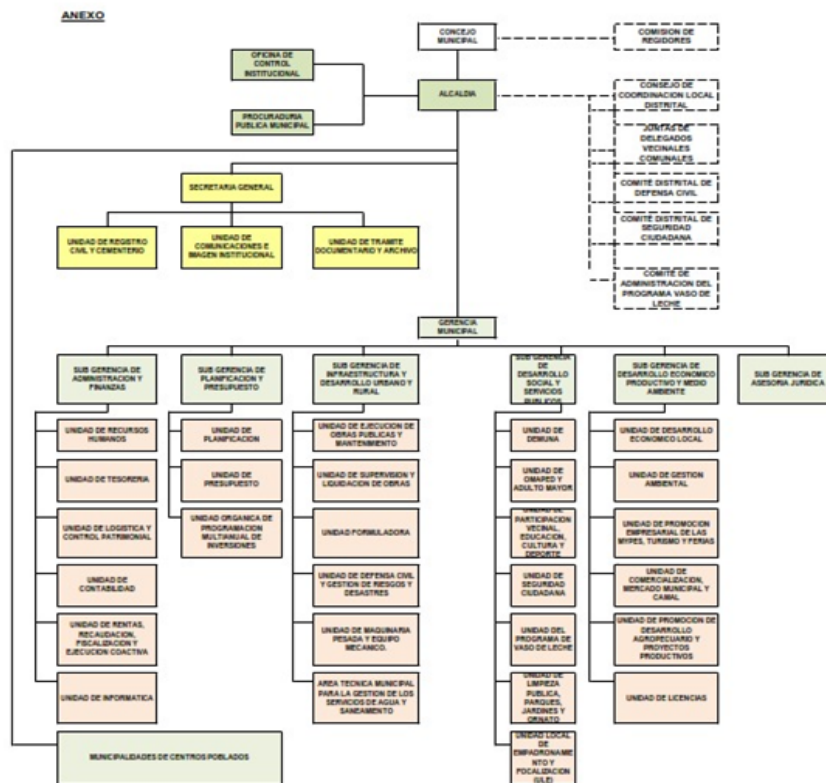 ANEXO
CONCEJO
MUNICIPAL
COMISION DE
REGIDORES
OFICINA DE
CONTROL
INSTITUCIONAL
ALCALDIA
CONSEJO DE
COORDINACION LOCAL
DISTRITAL
PROCURADURIA
PUBLICA MUNICIPAL
JUNTAS DE
DELEGADOS
VECINALES
COMUNALES
SECRETARIA GENERAL
COMITÉ DISTRITAL DE
DEFENSA CIVIL
UNIDAD DE REGISTRO
CIVIL Y CEMENTERIO
UNIDAD DE
COMUNICACIONES E
IMAGEN INSTITUCIONAL
UNIDAD DE TRAMITE
DOCUMENTARIO Y ARCHIVO
COMITÉ DISTRITAL DE
SEGURIDAD
CIUDADANA
COMITÉ DE
ADMINISTRACION DEL
PROGRAMA VASO DE
LECHE
GERENCIA
MUNICIPAL
SUB GERENCIA DE
ADMINISTRACION Y
FINANZAS
SUB GERENCIA DE
PLANIFICACION Y
PRESUPUESTO
SUB GERENCIA DE
INFRAESTRUCTURA Y
DESARROLLO URBANO Y
RURAL
SUB GERENCIA DE
DESARROLLO
SOCIAL Y
SERVICIOS
PUBLICOS
SUB GERENCIA DE
DESARROLLO ECONOMICO
PRODUCTIVO Y MEDIO
AMBIENTE
SUB GERENCIA DE
ASESORIA JURIDICA
UNIDAD DE RECURSOS
HUMANOS
UNIDAD DE TESORERIA
UNIDAD DE LOGISTICA Y
CONTROL PATRIMONIAL
UNIDAD DE
CONTABILIDAD
UNIDAD DE RENTAS,
RECAUDACION,
FISCALIZACION Y
EJECUCION COACTIVA
UNIDAD DE INFORMATICA
UNIDAD DE
PLANIFICACION
UNIDAD DE
PRESUPUESTO
UNIDAD ORGANICA DE
PROGRAMACION
MULTIANUAL DE
INVERSIONES
UNIDAD DE EJECUCION DE
OBRAS PUBLICAS Y
MANTENIMIENTO
UNIDAD DE SUPERVISION Y
LIQUIDACION DE OBRAS
UNIDAD FORMULADORA
UNIDAD DE DEFENSA CIVIL
Y GESTION DE RIESGOS Y
DESASTRES
UNIDAD DE MAQUINARIA
PESADA Y EQUIPO
MECANICO.
AREA TECNICA MUNICIPAL
PARA LA GESTION DE LOS
SERVICIOS DE AGUA Y
SANEAMIENTO
UNIDAD DE
DEMUNA
UNIDAD DE
OMAPED Y
ADULTO MAYOR
UNIDAD DE
PARTICIPACION
VECINAL,
EDUCACION,
CULTURA Y
DEPORTE
UNIDAD DE
SEGURIDAD
CIUDADANA
UNIDAD DEL
PROGRAMA DE
VASO DE LECHE
UNIDAD DE
LIMPEZA
PUBLICA,
PARQUES,
JARDINES Y
ORNATO
UNIDAD LOCAL
DE
EMPADRONAMIE
NTO Y
FOCALIZACION
(ULE)
UNIDAD DE DESARROLLO
ECONOMICO LOCAL
UNIDAD DE GESTION
AMBIENTAL
UNIDAD DE PROMOCION
EMPRESARIAL DE LAS
MYPES, TURISMO Y FERIAS
UNIDAD DE
COMERCIALIZACION,
MERCADO MUNICIPAL Y
CAMAL
UNIDAD DE PROMOCION DE
DESARROLLO
AGROPECUARIO Y
PROYECTOS
PRODUCTIVOS
UNIDAD DE LICENCIAS
MUNICIPALIDADES DE CENTROS POBLADOS